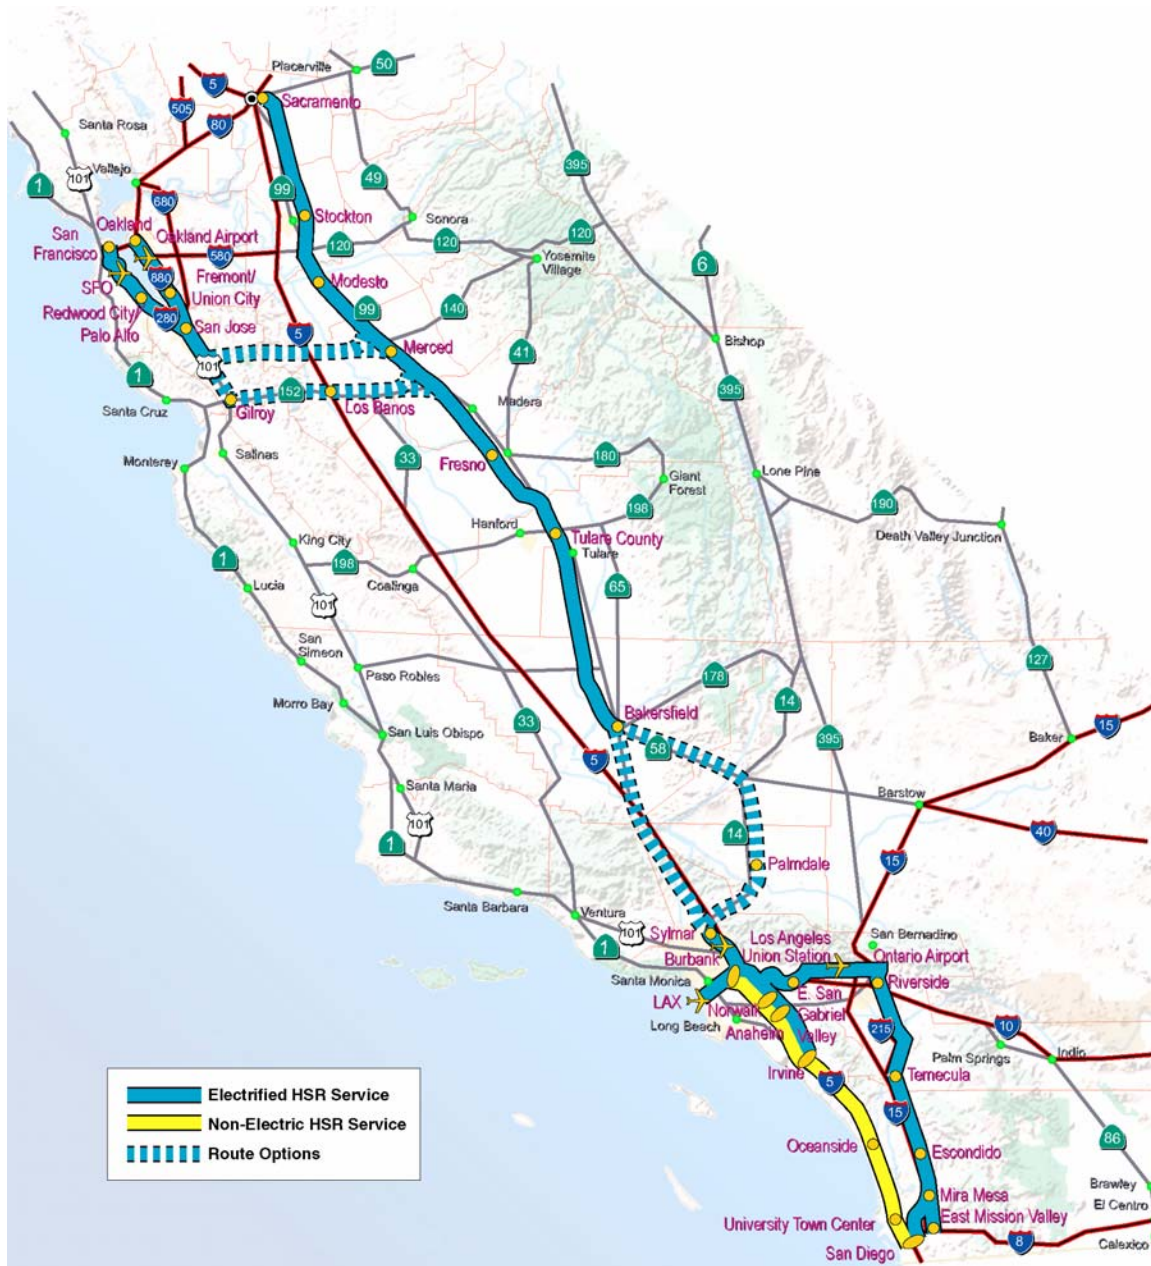 Placerville
50
5
Sacramento
505
80
Santa Rosa
Vallejo
1
101
680
99
49
395
Stockton
Sonora
120
120
120
Oakland
San
Francisco
Oakland Airport
580
Yosemite
Village
6
SFO
680
Fremont/
Union City
Modesto
Redwood City/
Palo Alto
280
San Jose
99
140
5
Merced
41
Bishop
101
1
152
395
Santa Cruz
Gilroy
Los Banos
Madera
Monterey
Salinas
33
Fresno
180
Giant
Forest
Lone Pine
198
190
Hanford
Tulare County
Death Valley Junction
King City
Tulare
1
198
Coalinga
65
Lucia
101
San
Simeon
Paso Robles
127
178
Morro Bay
14
33
Bakersfield
San Luis Obispo
58
395
Baker
15
5
Santa Maria
Barstow
101
14
40
1
15
Palmdale
Santa Barbara
Ventura
101
Sylmar
Los Angeles
Union Station
San Bernadino
1
Burbank
Ontario Airport
Santa Monica
E. San
Gabriel
Valley
Riverside
LAX
Norwalk
Long Beach
Anaheim
215
10
Palm Springs
Indio
Irvine
5
Temecula
15
Electrified HSR Service
Non-Electric HSR Service
Route Options
86
Oceanside
Escondido
Brawley
Mira Mesa
El Centro
University Town Center
East Mission Valley
San Diego
8
Calexico